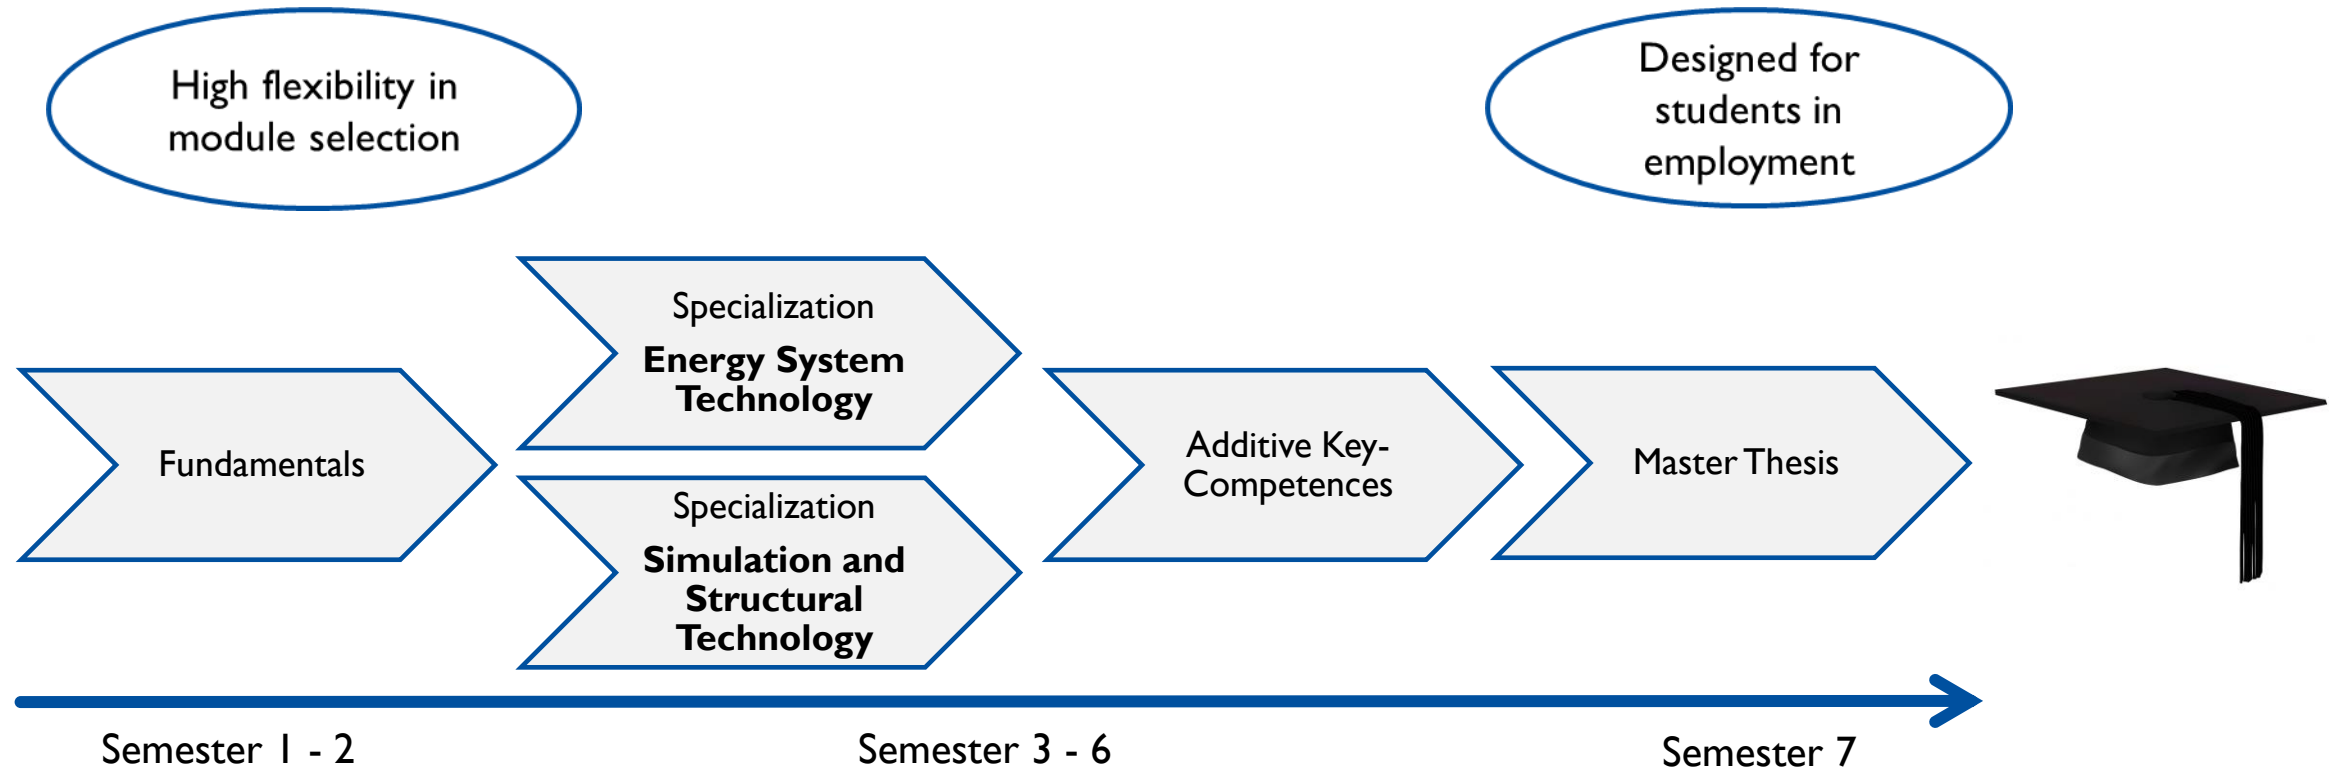 High flexibility in
module selection
Designed for
students in
employment
Fundamentals
Specialization
Energy System
Technology
Specialization
Simulation and
Structural
Technology
Additive Key-
Competences
Master Thesis
Semester 1 - 2
Semester 3 - 6
Semester 7